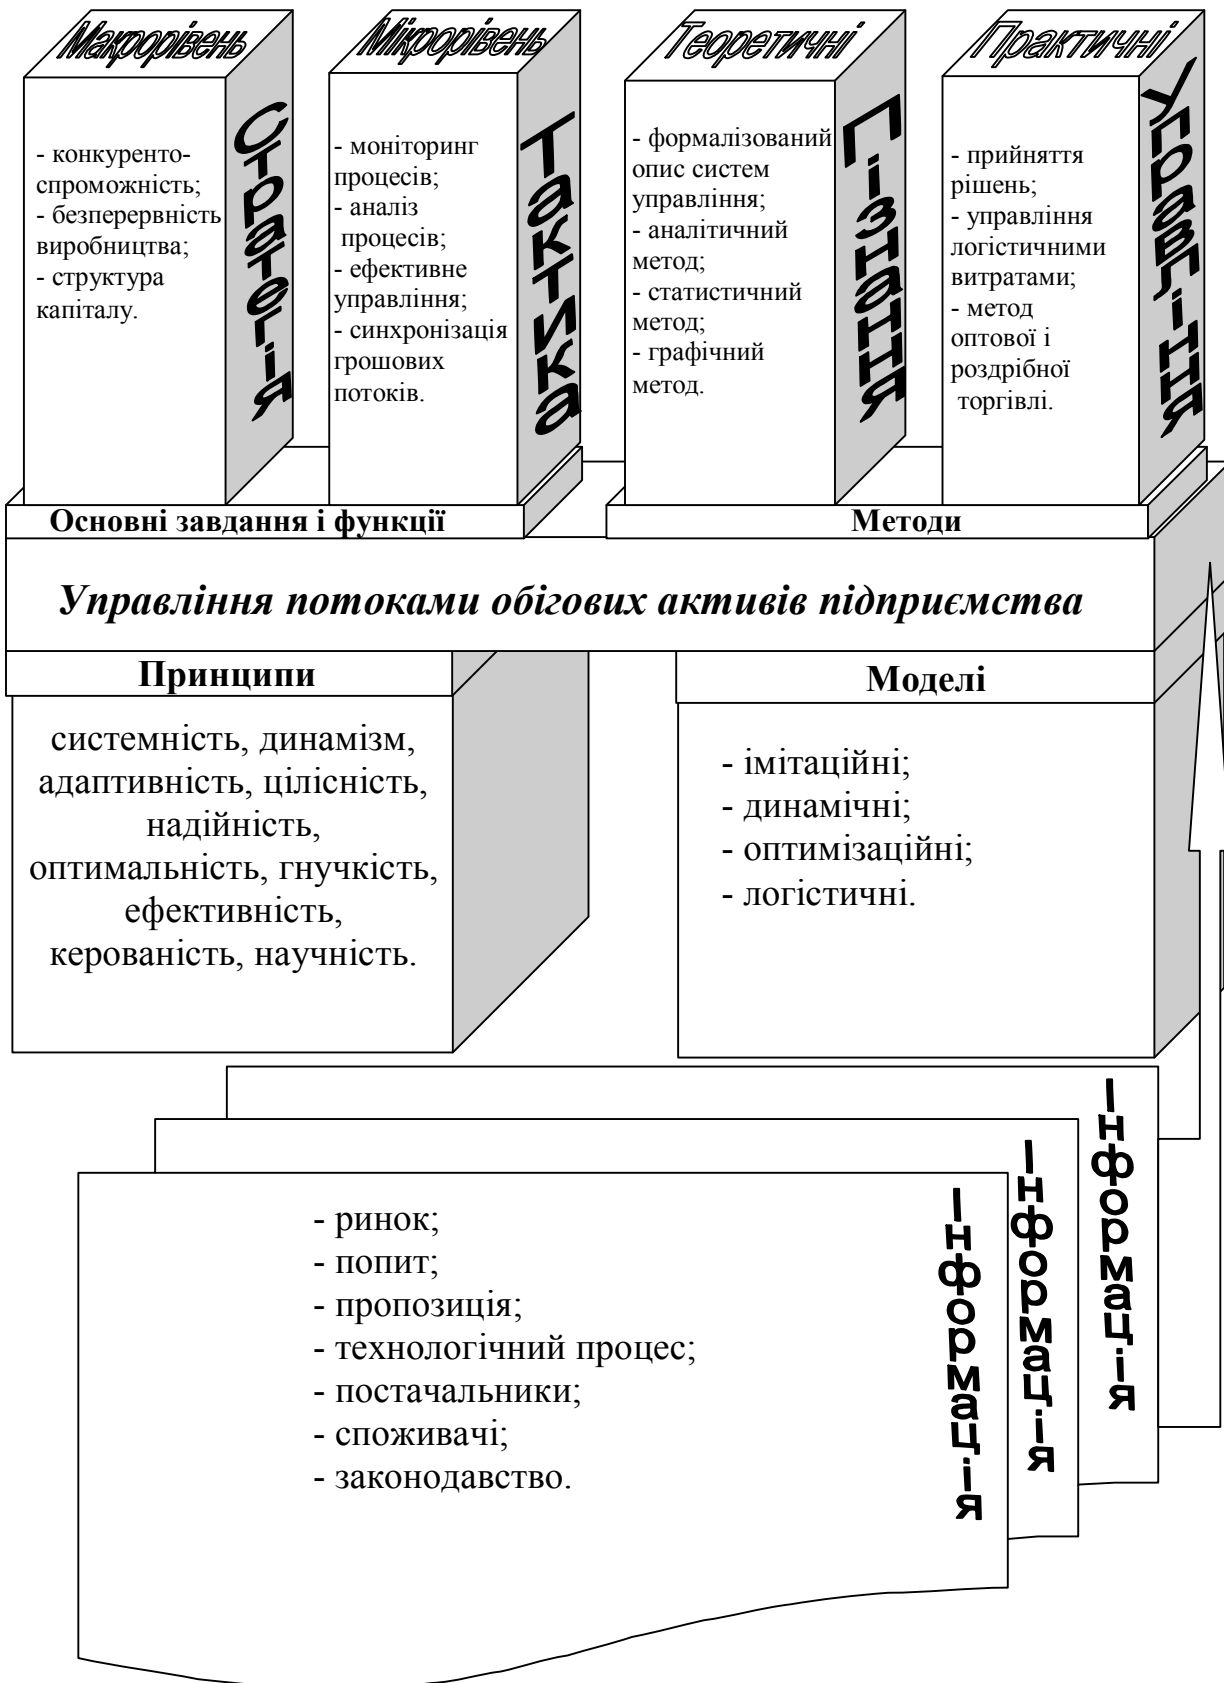 Макрорівень
Стратегія
- конкуренто-
спроможність;
- безперервність
виробництва;
- структура
капіталу.
Мікрорівень
Тактика
- моніторинг
процесів;
- аналіз
процесів;
- ефективне
управління;
- синхронізація
грошових
потоків.
Теоретичні
Пізнання
- формалізований
опис систем
управління;
- аналітичний
метод;
- статистичний
метод;
- графічний
метод.
Практичні
Управління
- прийняття
рішень;
- управління
логістичними
витратами;
- метод
оптової і
роздрібної
торгівлі.
Основні завдання і функції
Методи
Управління потоками обігових активів підприємства
Принципи
системність, динамізм,
адаптивність, цілісність,
надійність,
оптимальність, гнучкість,
ефективність,
керованість, научність.
Моделі
- імітаційні;
- динамічні;
- оптимізаційні;
- логістичні.
Інформація
Інформація
Інформація
- ринок;
- попит;
- пропозиція;
- технологічний процес;
- постачальники;
- споживачі;
- законодавство.